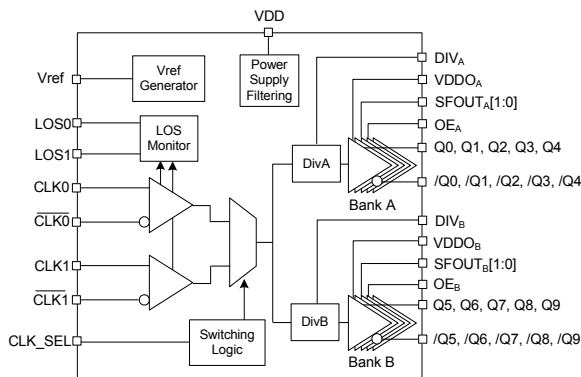 VDD
Vref
Vref
Generator
Power
Supply
Filtering
DIVA
VDDOA
SFOUTA[1:0]
OEA
Q0, Q1, Q2, Q3, Q4
/Q0, /Q1, /Q2, /Q3, /Q4
LOS0
LOS1
LOS
Monitor
CLK0
CLK0
CLK1
CLK1
CLK_SEL
Switching
Logic
DivA
Bank A
DIVB
VDDOB
SFOUTB[1:0]
OEB
Q5, Q6, Q7, Q8, Q9
/Q5, /Q6, /Q7, /Q8, /Q9
DivB
Bank B